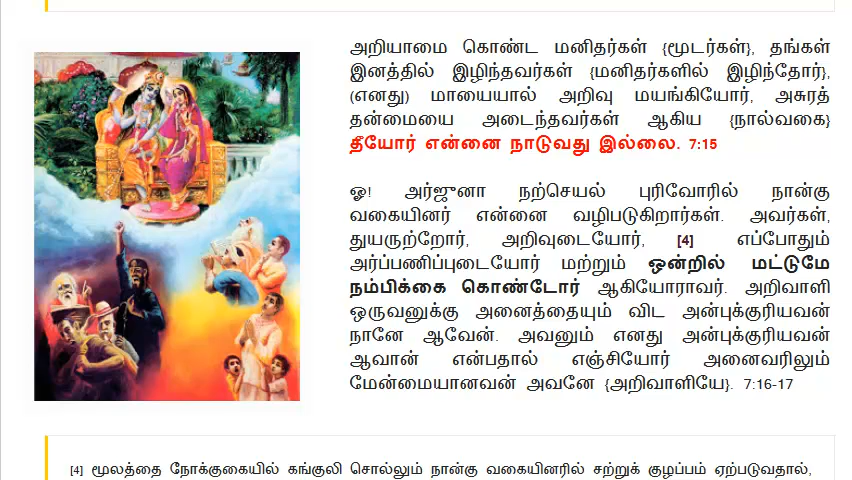 அறியாமை கொண்ட மனிதர்கள் {மூடர்கள்}, தங்கள்
இனத்தில் இழிந்தவர்கள் {மனிதர்களில் இழிந்தோர்},
(எனது) மாயையால் அறிவு மயங்கியோர், அசுரத்
தன்மையை அடைந்தவர்கள் ஆகிய {நால்வகை}
தீயோர் என்னை நாடுவது இல்லை. 7:15
ஓ! அர்ஜுனா நற்செயல் புரிவோரில் நான்கு
வகையினர் என்னை வழிபடுகிறார்கள். அவர்கள்,
துயருற்றோர், அறிவுடையோர், [4] எப்போதும்
அர்ப்பணிப்புடையோர் மற்றும் ஒன்றில் மட்டுமே
நம்பிக்கை கொண்டோர் ஆகியோராவர். அறிவாளி
ஒருவனுக்கு அனைத்தையும் விட அன்புக்குரியவன்
நானே ஆவேன். அவனும் எனது அன்புக்குரியவன்
ஆவான் என்பதால் எஞ்சியோர் அனைவரிலும்
மேன்மையானவன் அவனே {அறிவாளியே}. 7:16-17
[4] மூலத்தை நோக்குகையில் கங்குலி சொல்லும் நான்கு வகையினரில் சற்றுக் குழப்பம் ஏற்படுவதால்,